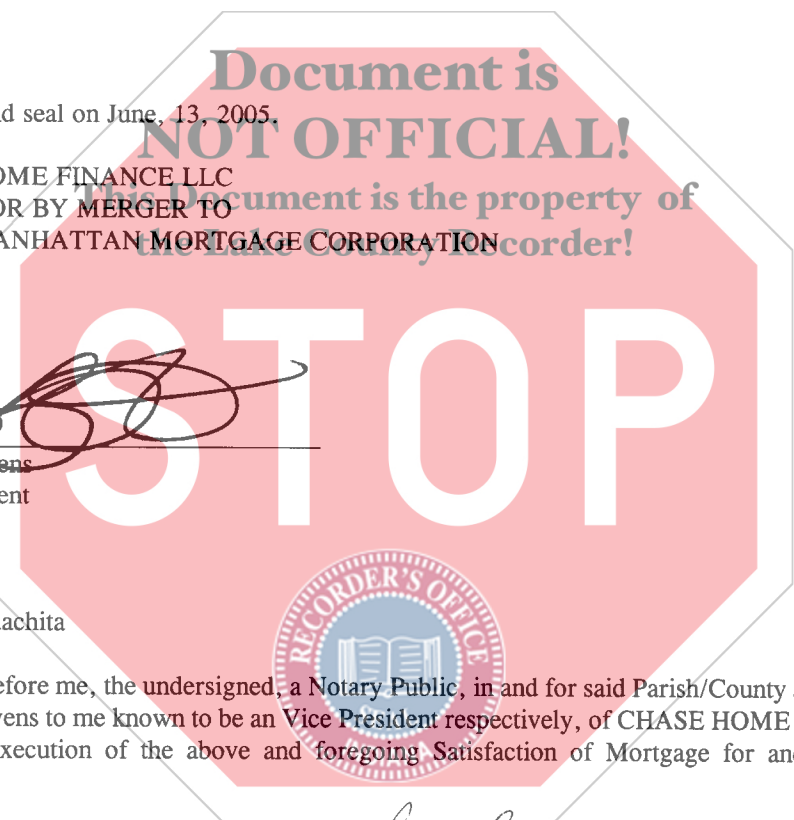 Document is
d seal on June, 13, 2005.
NOT OFFICIAL!
OME FINANCE LLC
This Document is the property of
OR BY MERGER TO
ANHATTAN MORTGAGE CORPORATION
the Lake County Recorder!
STOP
ens
ent
RECORDER'S OFFICE
achita
efore me, the undersigned, a Notary Public, in and for said Parish/County
vens to me known to be an Vice President respectively, of CHASE HOME
xecution of the above and foregoing Satisfaction of Mortgage for and